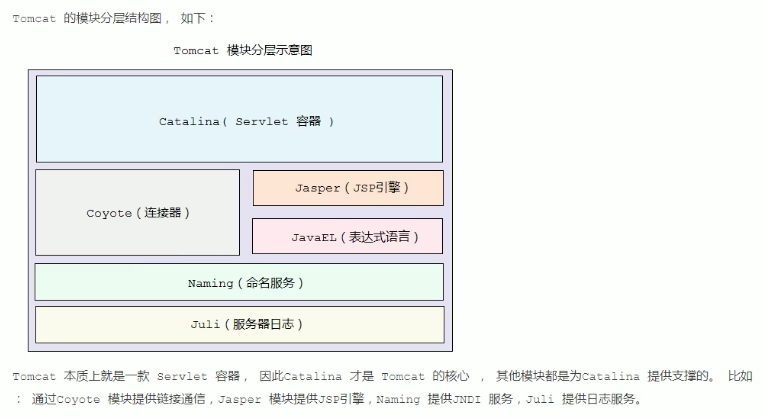 Tomcat 的模块分层结构图， 如下：
Tomcat 模块分层示意图
Catalina( Servlet 容器 )
Coyote(连接器)
Jasper(JSP引擎)
JavaEL(表达式语言)
Naming(命名服务)
Juli(服务器日志)
Tomcat 本质上就是一款 Servlet 容器， 因此Catalina 才是 Tomcat 的核心 ， 其他模块都是为Catalina 提供支撑的。 比如
： 通过Coyote 模块提供链接通信，Jasper 模块提供JSP引擎，Naming 提供JNDI 服务，Juli 提供日志服务。